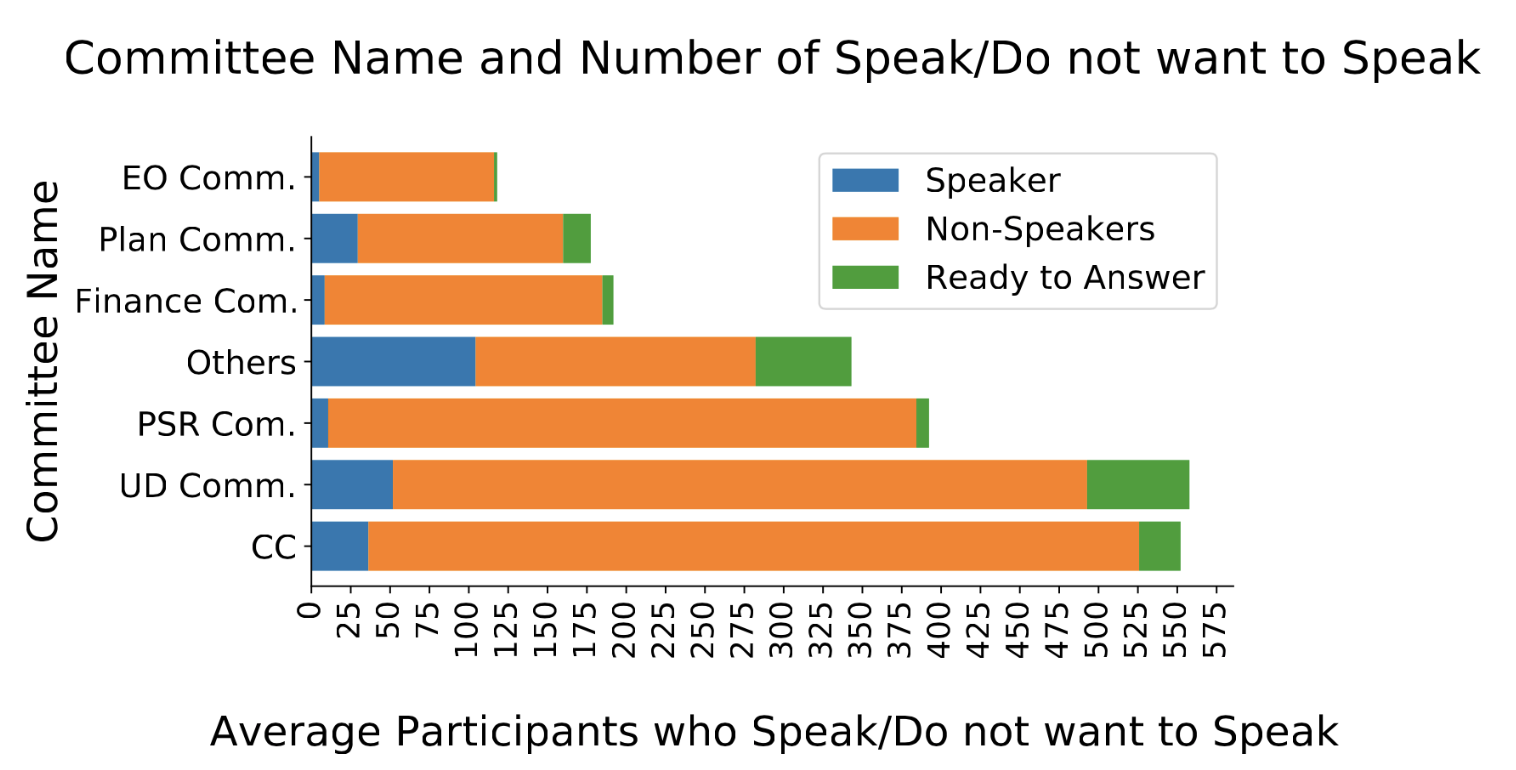 Committee Name and Number of Speak/Do not want to Speak
Committee Name
EO Comm.
Plan Comm.
Finance Com.
Others
PSR Com.
UD Comm.
CC
Speaker
Non-Speakers
Ready to Answer
0 25 50 75 100 125 150 175 200 225 250 275 300 325 350 375 400 425 450 475 500 525 550 575
Average Participants who Speak/Do not want to Speak